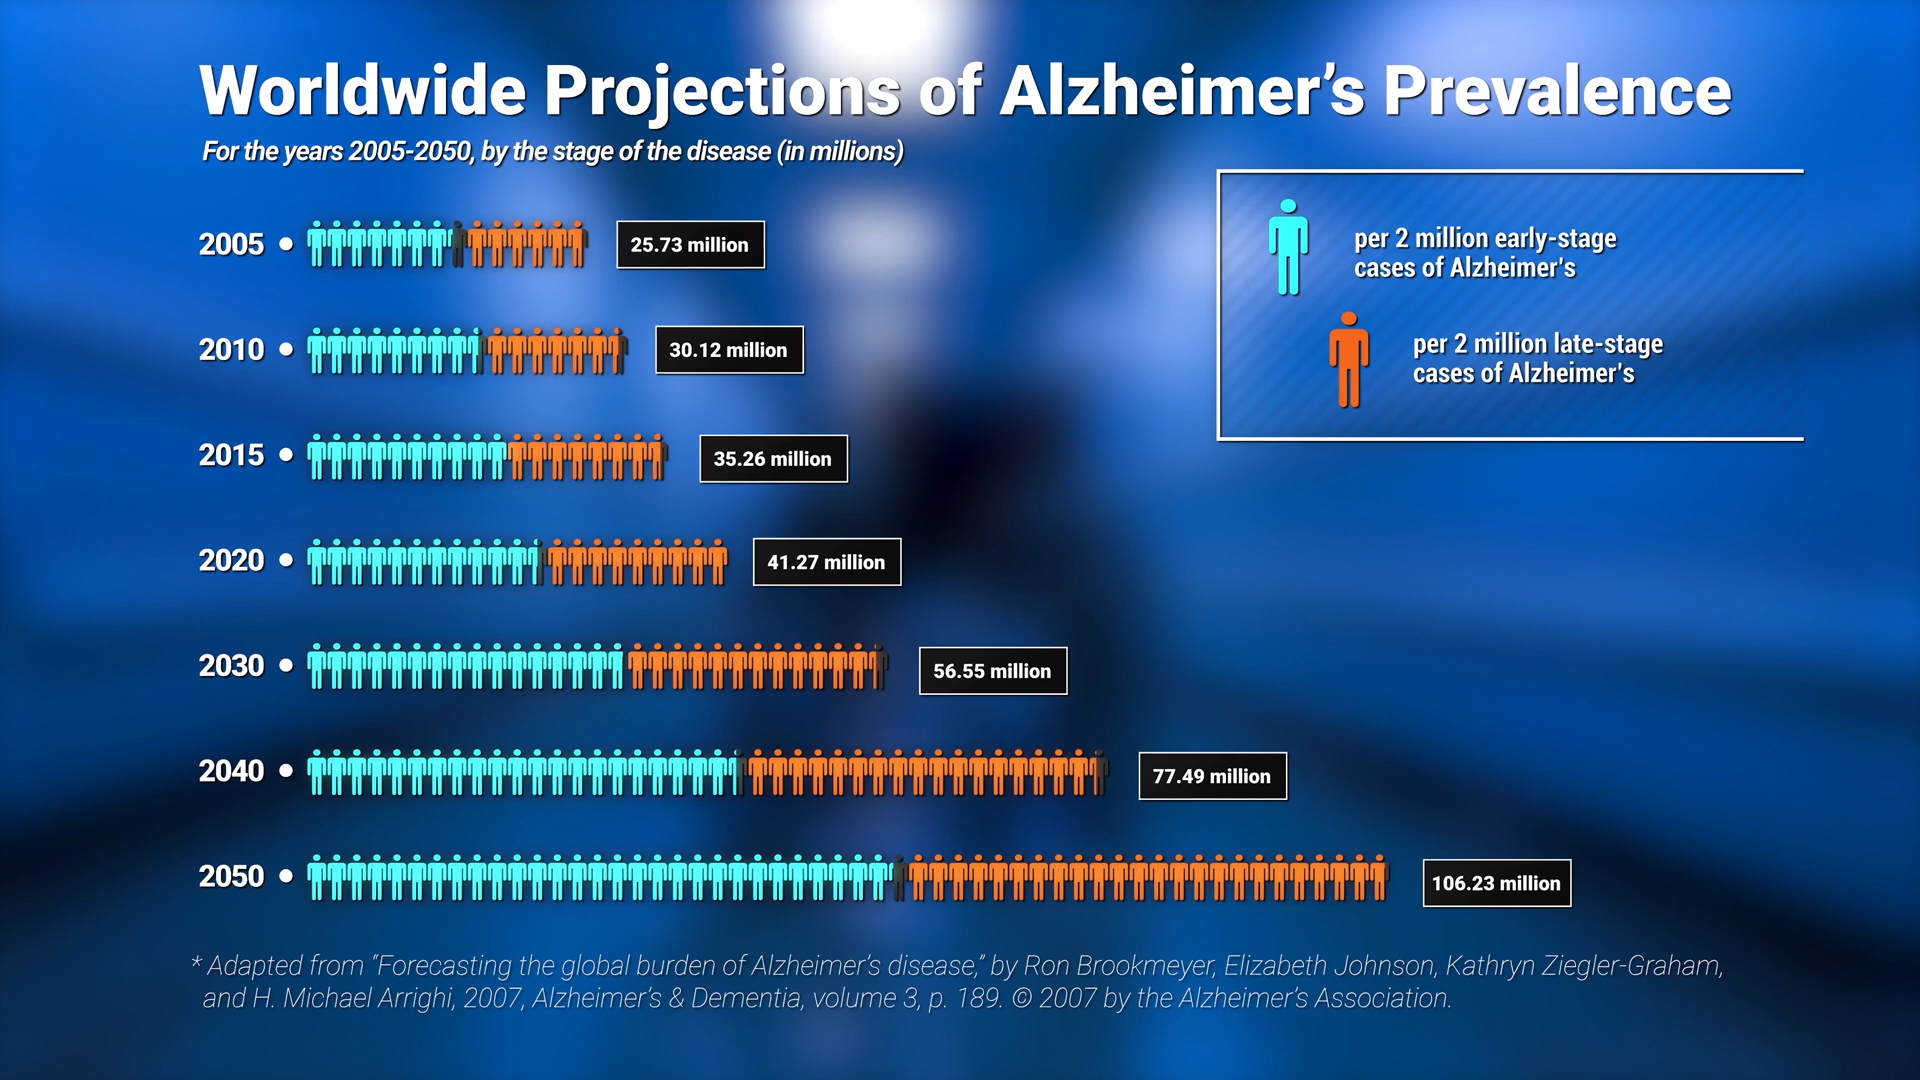 Worldwide Projections of Alzheimer’s Prevalence
For the years 2005-2050, by the stage of the disease (in millions)
per 2 million early-stage
cases of Alzheimer's
per 2 million late-stage
cases of Alzheimer's
2005
25.73 million
2010
30.12 million
2015
35.26 million
2020
41.27 million
2030
56.55 million
2040
77.49 million
2050
106.23 million
* Adapted from “Forecasting the global burden of Alzheimer’s disease,” by Ron Brookmeyer, Elizabeth Johnson, Kathryn Ziegler-Graham,
and H. Michael Arrighi, 2007, Alzheimer’s & Dementia, volume 3, p. 189. © 2007 by the Alzheimer’s Association.